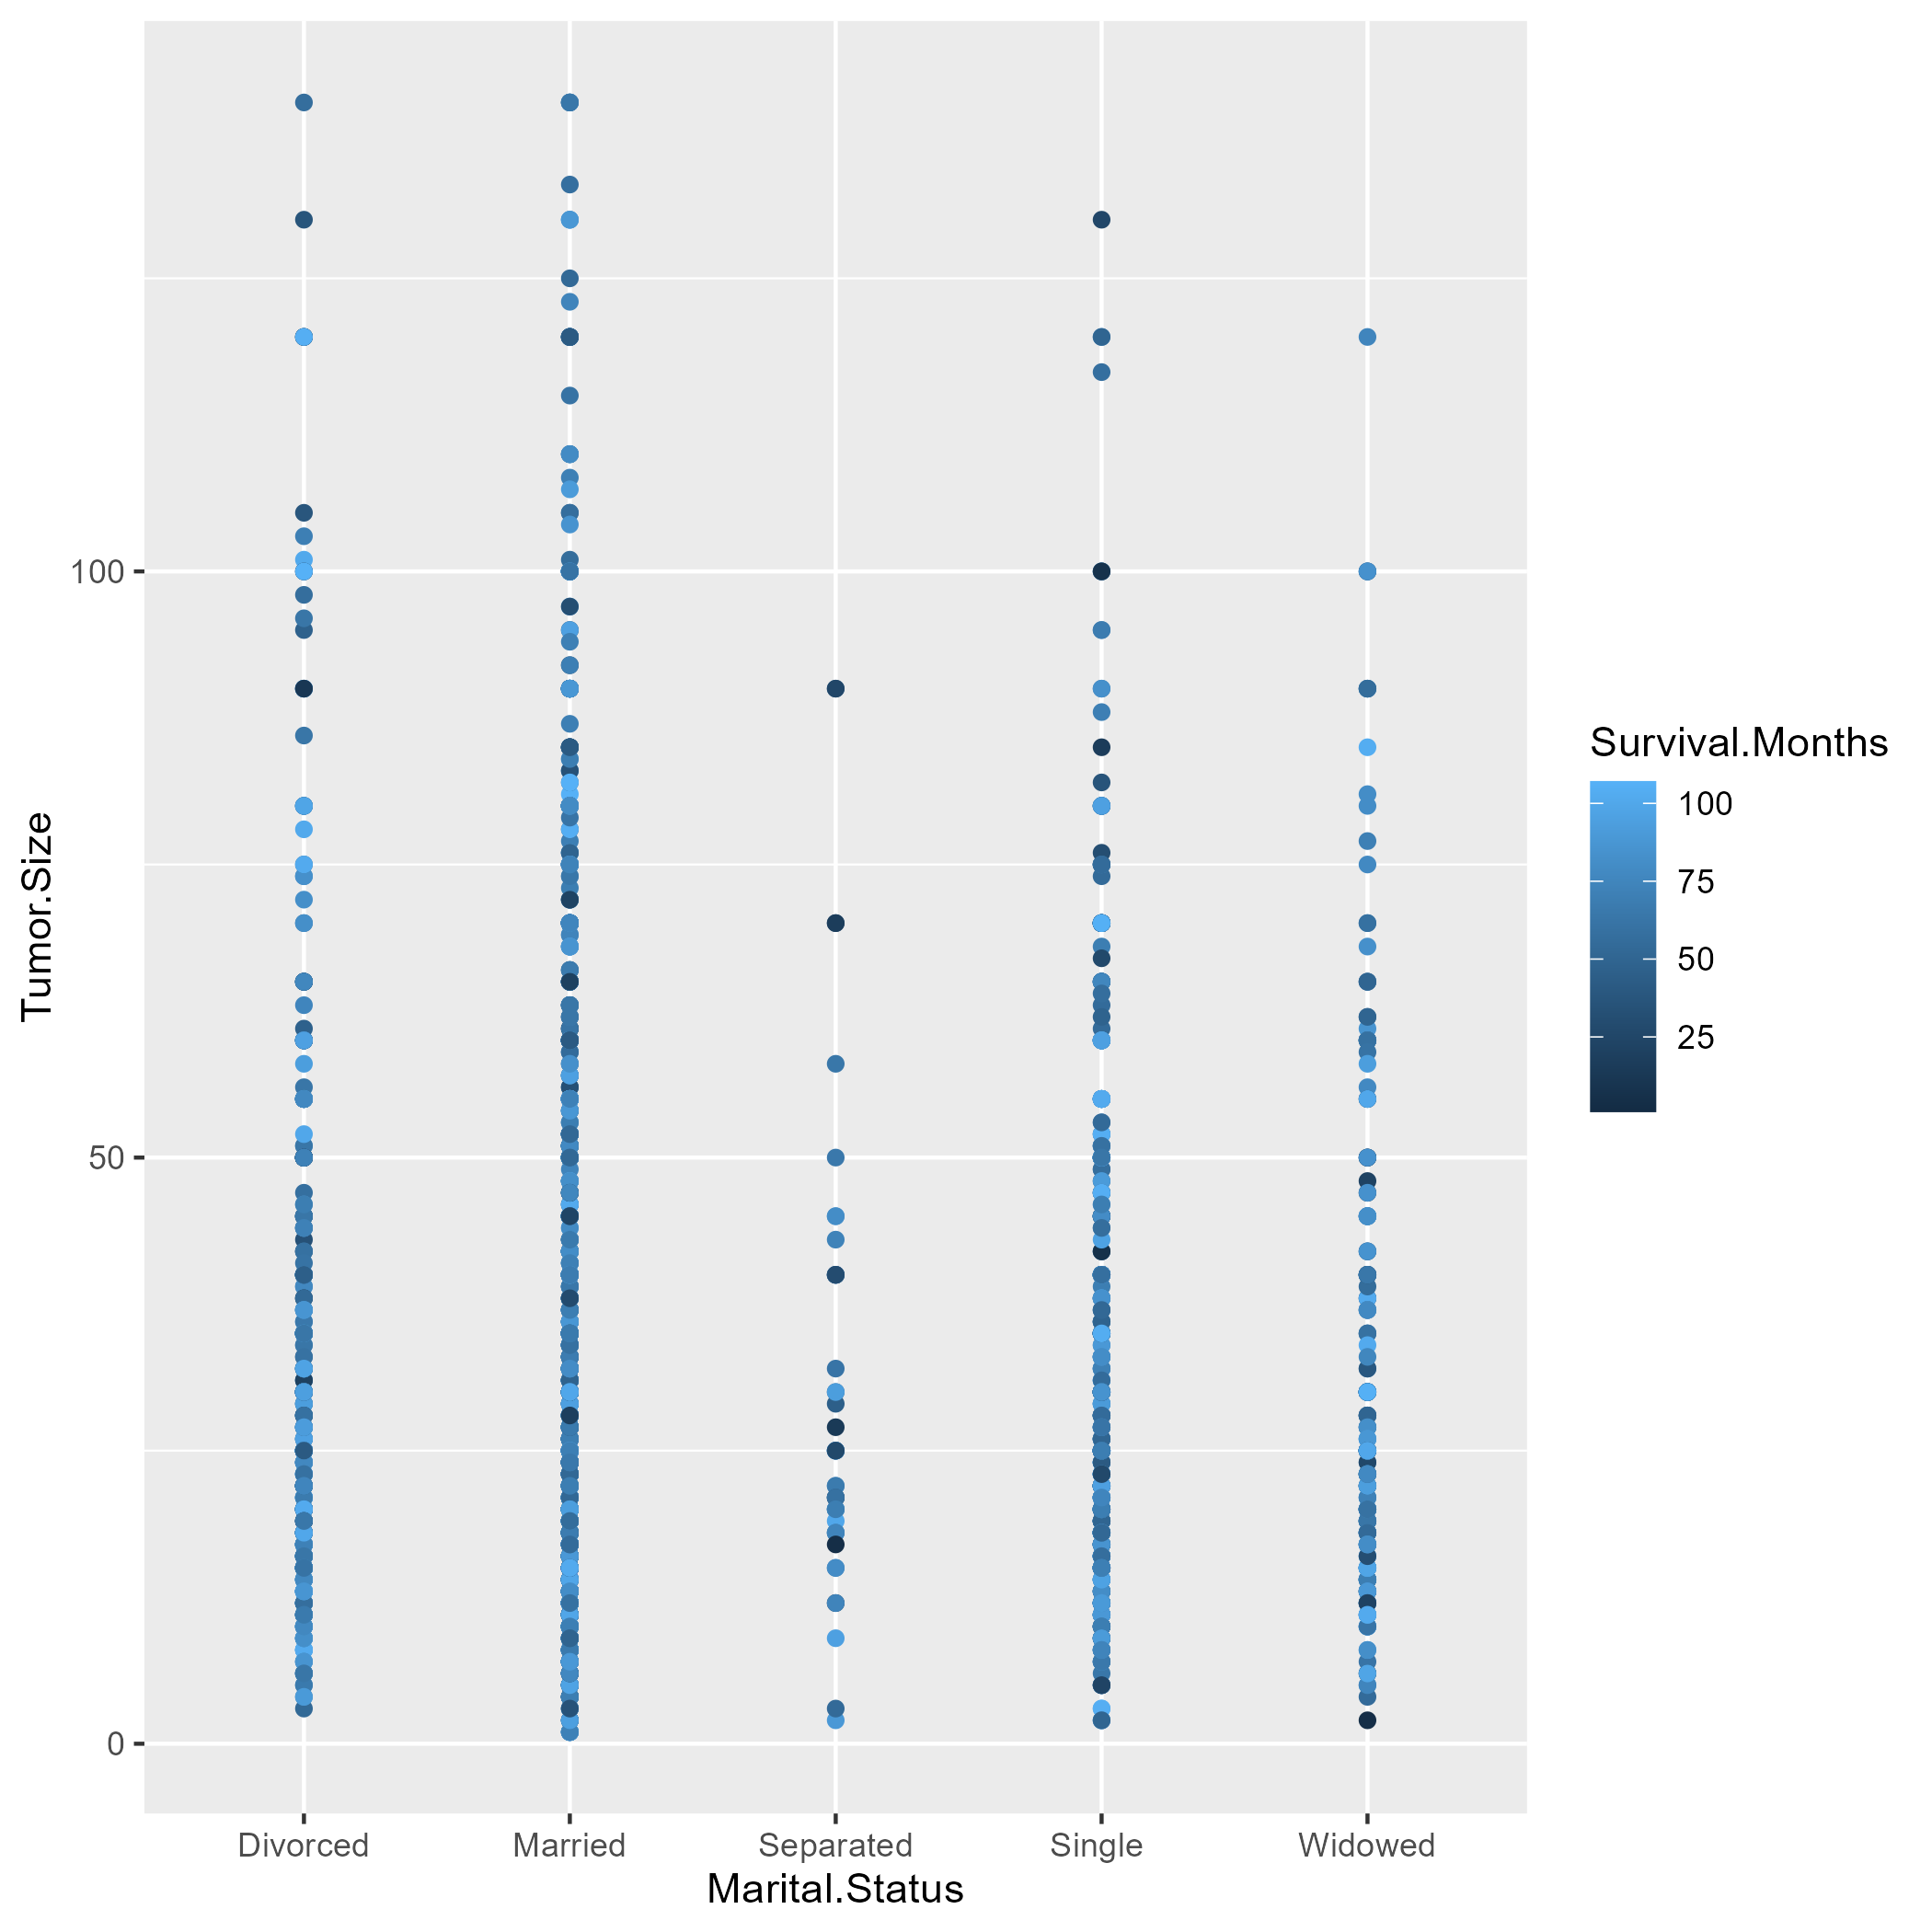 Tumor.Size
100
50
0
Divorced
Married
Separated
Single
Widowed
Marital.Status
Survival.Months
100
75
50
25